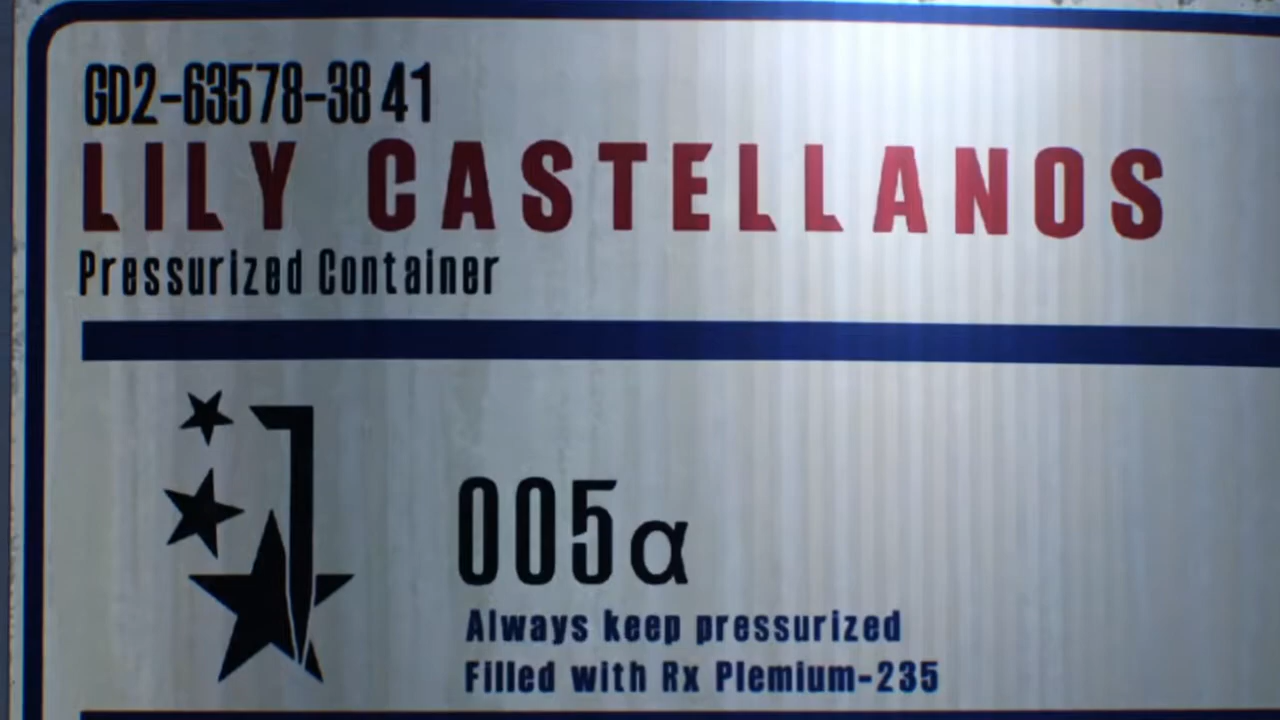 GD2-63578-38 41
LILY CASTELLANOS
Pressurized Container
005α
Always keep pressurized
Filled with Rx Plemium-235